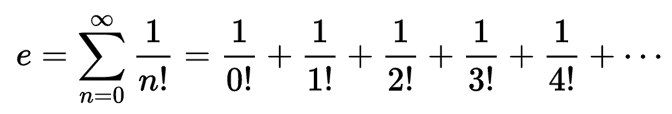 e = ∑_{n=0}^{∞} 1/n! = 1/0! + 1/1! + 1/2! + 1/3! + 1/4! + ⋯